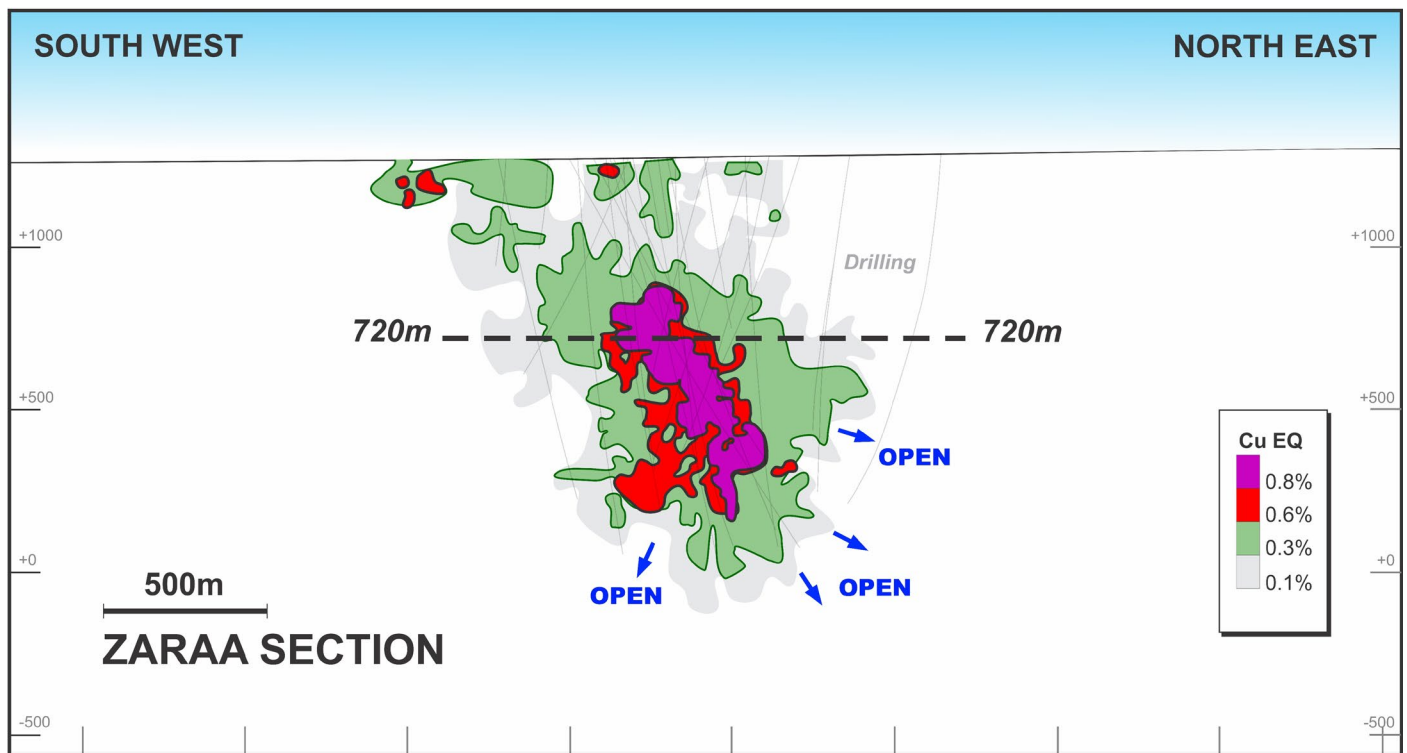 SOUTH WEST
NORTH EAST
+1000
+1000
Drilling
720m
720m
+500
+500
Cu EQ
0.8%
0.6%
0.3%
0.1%
OPEN
+0
+0
500m
OPEN
OPEN
ZARAA SECTION
-500
-500